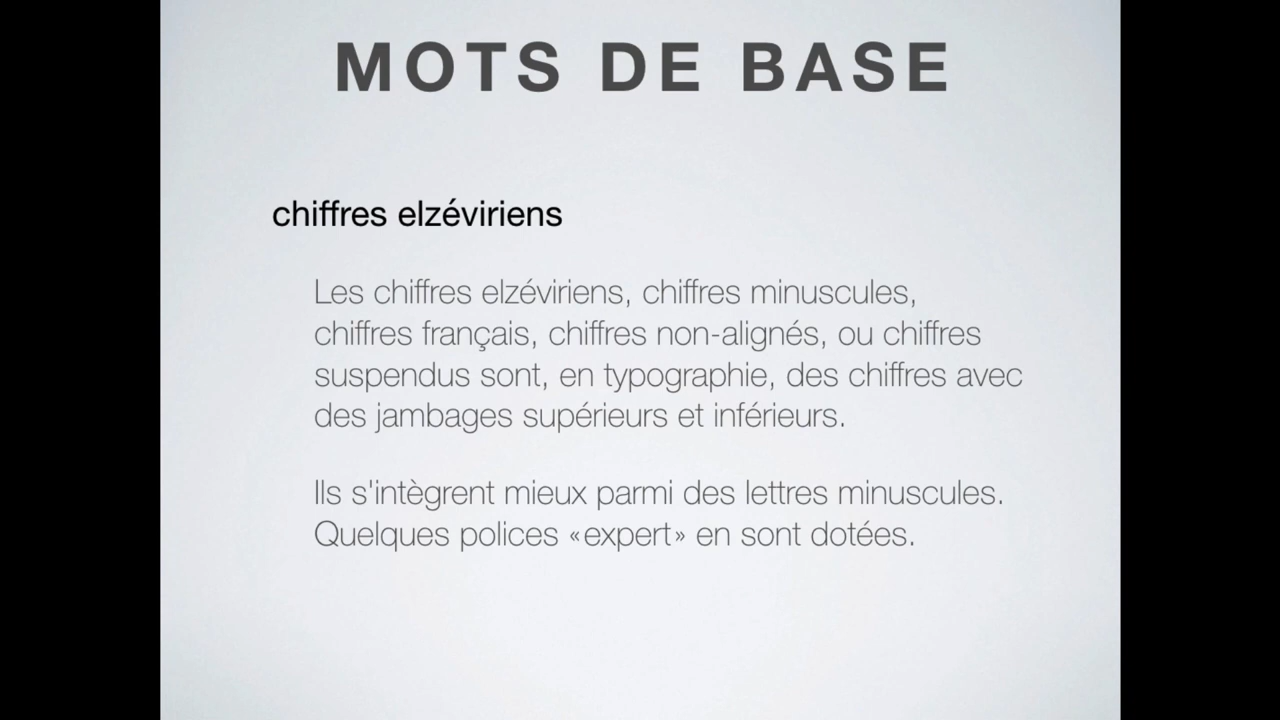 MOTS DE BASE
chiffres elzéviriens
Les chiffres elzéviriens, chiffres minuscules,
chiffres français, chiffres non-alignés, ou chiffres
suspendus sont, en typographie, des chiffres avec
des jambages supérieurs et inférieurs.
Ils s'intègrent mieux parmi des lettres minuscules.
Quelques polices «expert» en sont dotées.